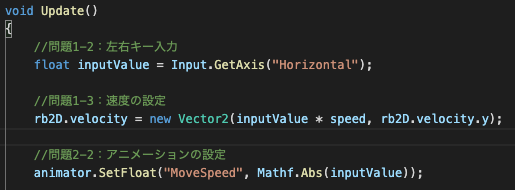 void Update()
{
//問題1-2：左右キー入力
float inputValue = Input.GetAxis("Horizontal");
//問題1-3：速度の設定
rb2D.velocity = new Vector2(inputValue * speed, rb2D.velocity.y);
//問題2-2：アニメーションの設定
animator.SetFloat("MoveSpeed", Mathf.Abs(inputValue));